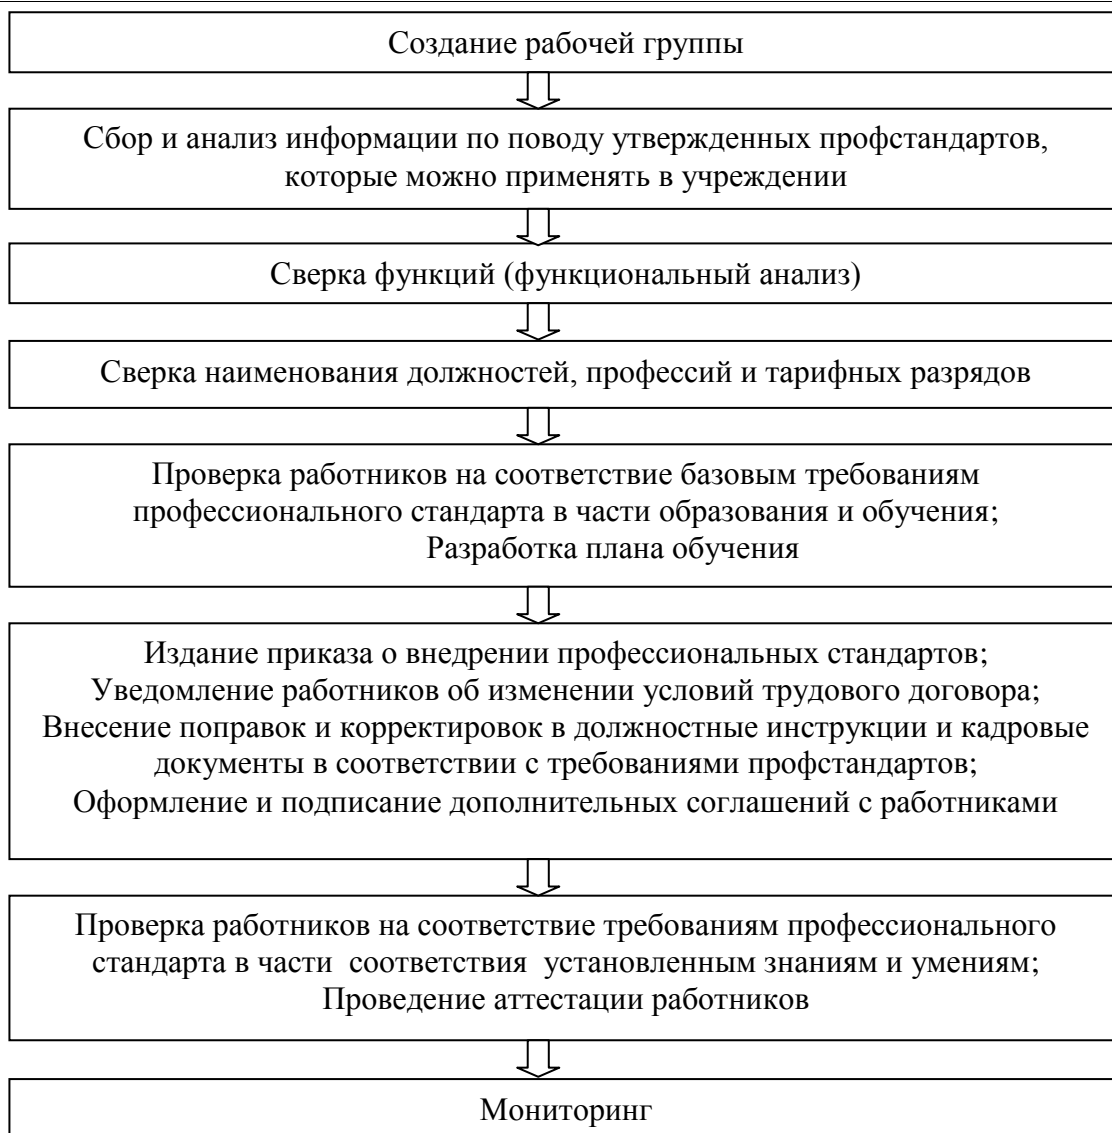 Создание рабочей группы
Сбор и анализ информации по поводу утвержденных профстандартов,
которые можно применять в учреждении
Сверка функций (функциональный анализ)
Сверка наименования должностей, профессий и тарифных разрядов
Проверка работников на соответствие базовым требованиям
профессионального стандарта в части образования и обучения;
Разработка плана обучения
Издание приказа о внедрении профессиональных стандартов;
Уведомление работников об изменении условий трудового договора;
Внесение поправок и корректировок в должностные инструкции и кадровые
документы в соответствии с требованиями профстандартов;
Оформление и подписание дополнительных соглашений с работниками
Проверка работников на соответствие требованиям профессионального
стандарта в части соответствия установленным знаниям и умениям;
Проведение аттестации работников
Мониторинг